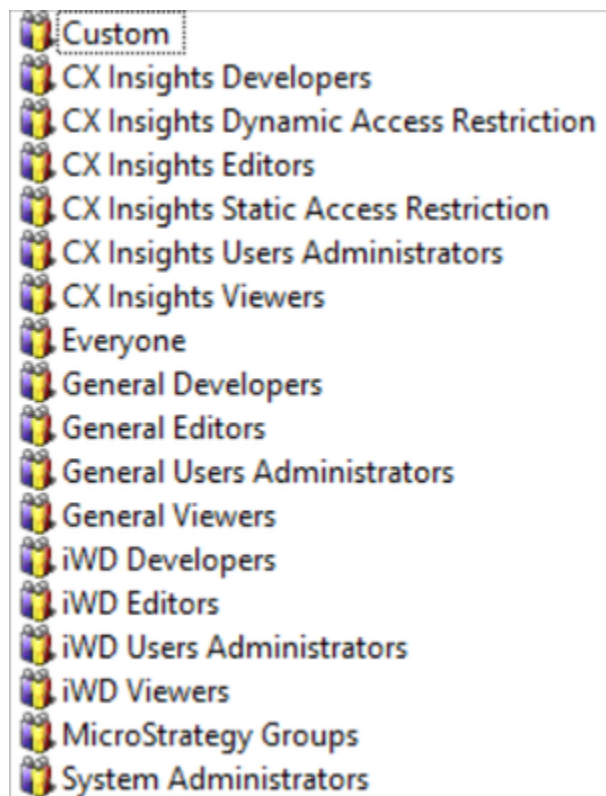 Custom
CX Insights Developers
CX Insights Dynamic Access Restriction
CX Insights Editors
CX Insights Static Access Restriction
CX Insights Users Administrators
CX Insights Viewers
Everyone
General Developers
General Editors
General Users Administrators
General Viewers
iWD Developers
iWD Editors
iWD Users Administrators
iWD Viewers
MicroStrategy Groups
System Administrators